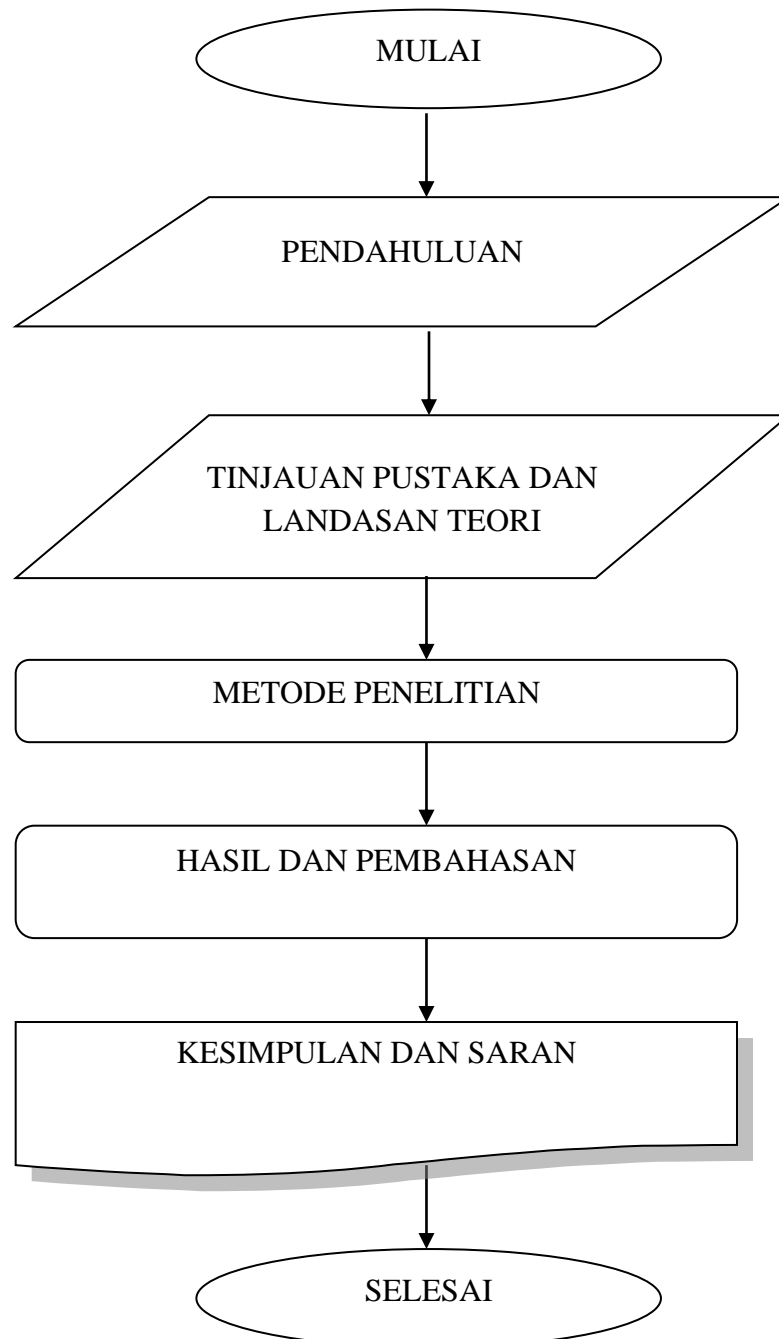 MULAI
PENDAHULUAN
TINJAUAN PUSTAKA DAN
LANDASAN TEORI
METODE PENELITIAN
HASIL DAN PEMBAHASAN
KESIMPULAN DAN SARAN
SELESAI